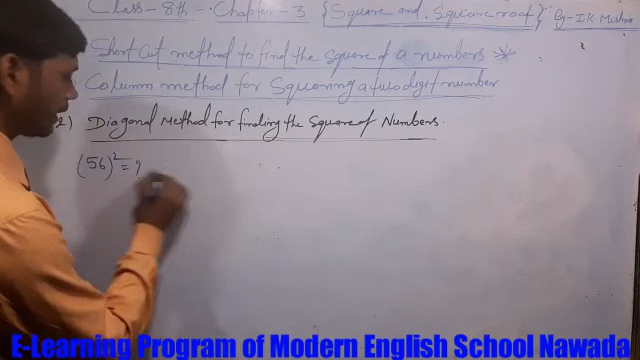 Class - 8th - Chapter - 3 {Square and Square root} By - I.K Mishra
Short cut method to find the square of a numbers *
Column method for Squaring a two digit number
2) Diagonal Method for finding the Square of Numbers.
(56)² = ?
E-Learning Program of Modern English School Nawada